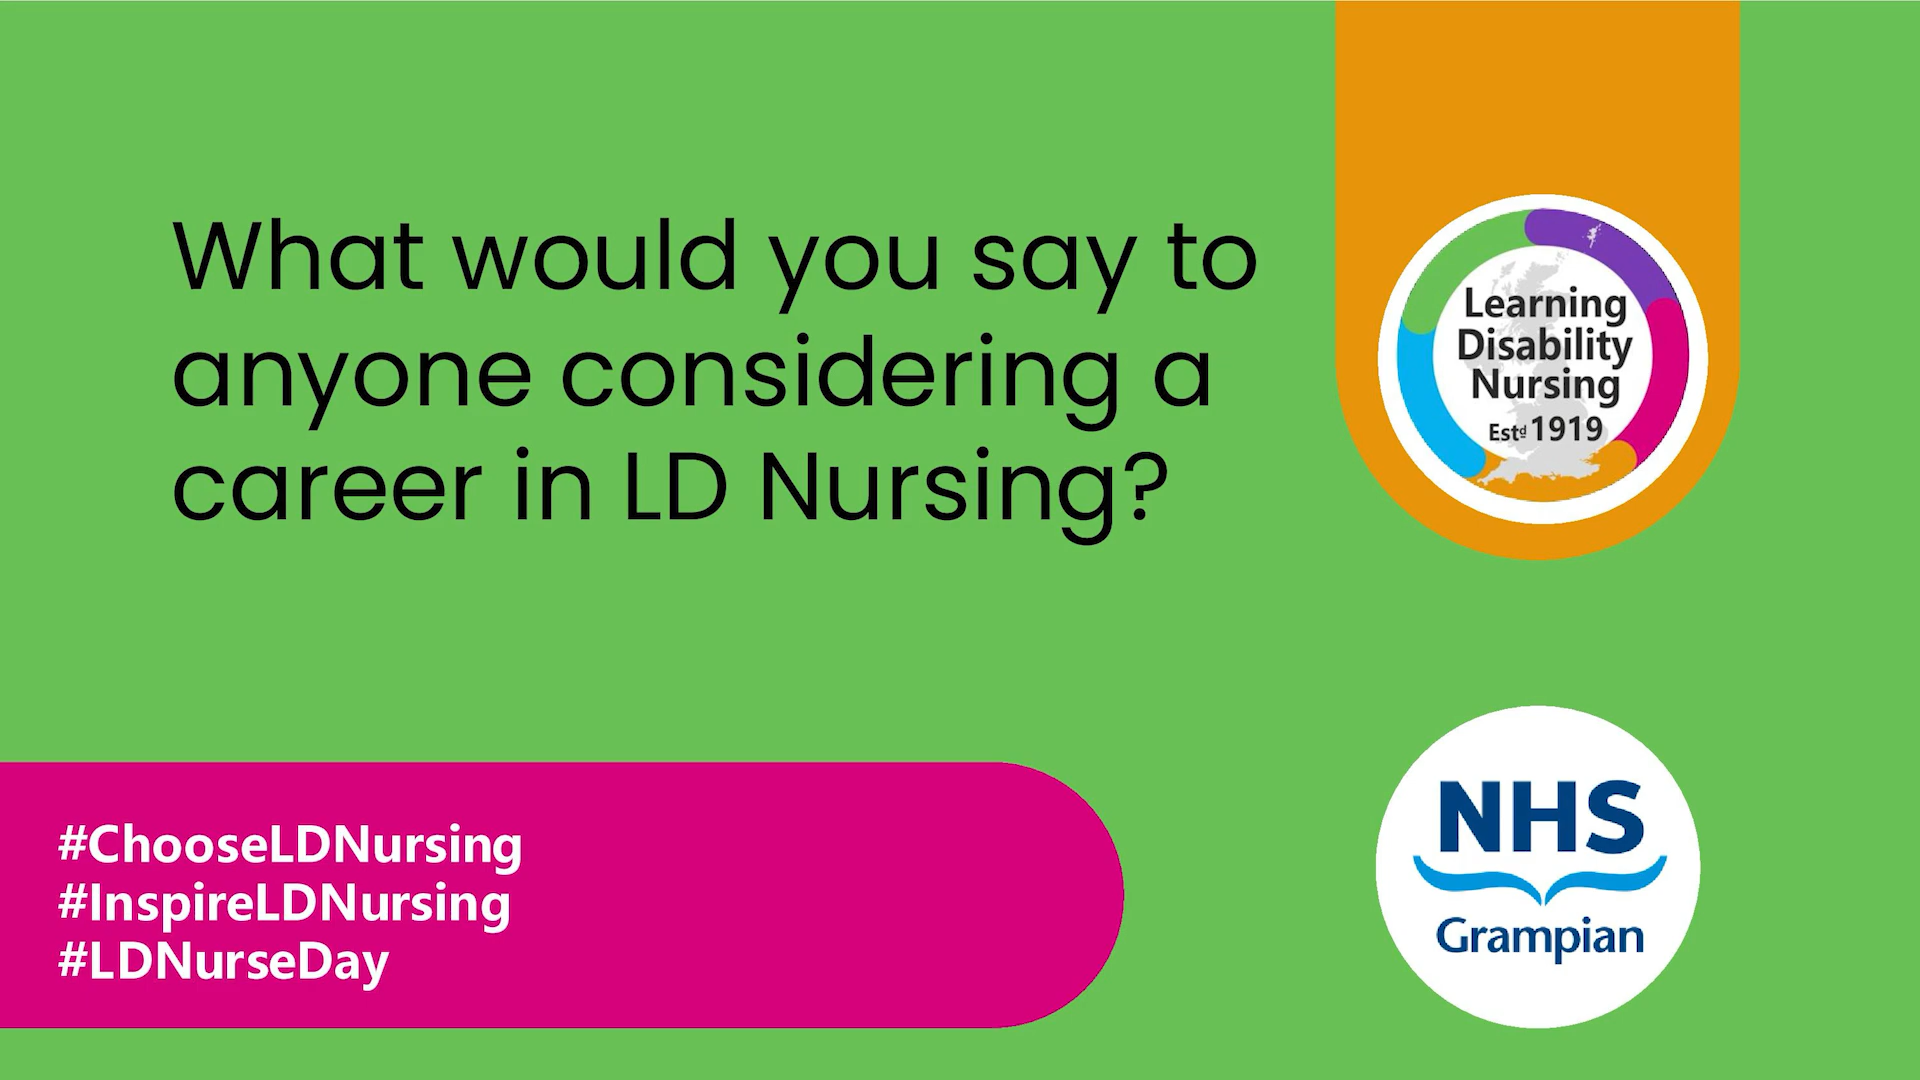 What would you say to
anyone considering a
career in LD Nursing?
Learning
Disability
Nursing
Estd 1919
#ChooseLDNursing
#InspireLDNursing
#LDNurseDay
NHS
Grampian